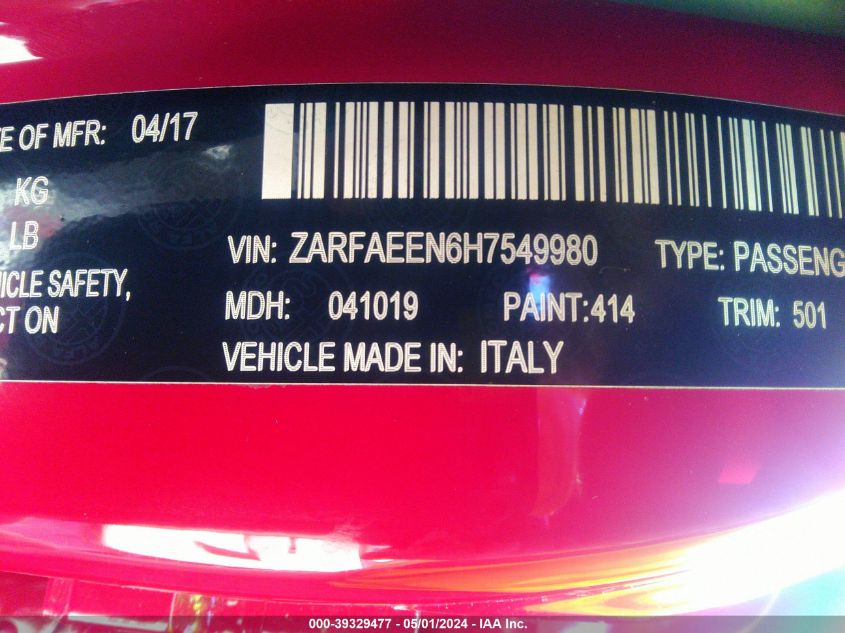 E OF MFR: 04/17
KG
LB
VIN: ZARFAEEN6H7549980 TYPE: PASSENG
HICLE SAFETY,
CT ON
MDH: 041019 PAINT:414 TRIM: 501
VEHICLE MADE IN: ITALY
000-39329477 - 05/01/2024 - IAA Inc.